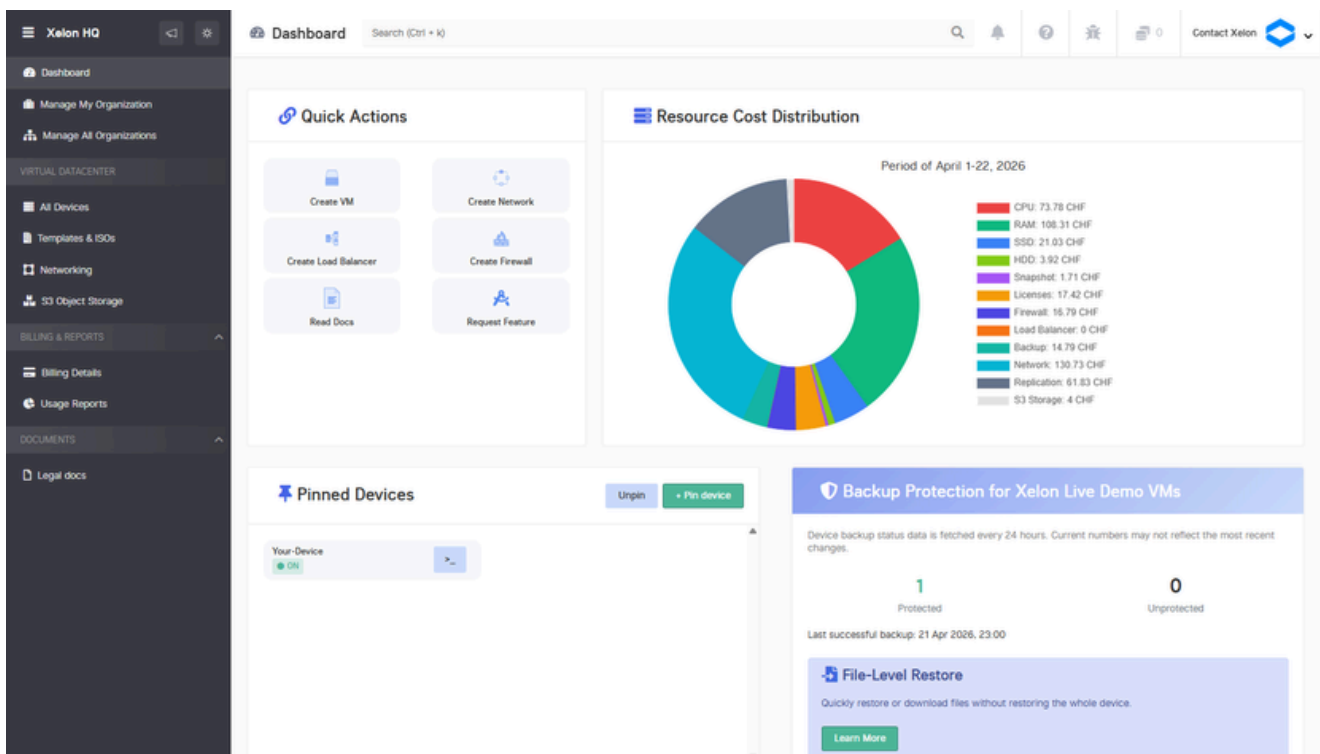 Xelon HQ
Dashboard
Search (Ctrl + k)
0
Contact Xelon
Dashboard
Manage My Organization
Manage All Organizations
VIRTUAL DATACENTER
All Devices
Templates & ISOs
Networking
S3 Object Storage
BILLING & REPORTS
Billing Details
Usage Reports
DOCUMENTS
Legal docs
Quick Actions
Create VM
Create Network
Create Load Balancer
Create Firewall
Read Docs
Request Feature
Resource Cost Distribution
Period of April 1-22, 2026
CPU: 73.78 CHF
RAM: 108.31 CHF
SSD: 21.03 CHF
HDD: 3.92 CHF
Snapshot: 1.71 CHF
Licenses: 17.42 CHF
Firewall: 16.79 CHF
Load Balancer: 0 CHF
Backup: 14.79 CHF
Network: 130.73 CHF
Replication: 61.83 CHF
S3 Storage: 4 CHF
Pinned Devices
Unpin
+ Pin device
Your-Device
ON
>_
Backup Protection for Xelon Live Demo VMs
Device backup status data is fetched every 24 hours. Current numbers may not reflect the most recent
changes.
1
Protected
0
Unprotected
Last successful backup: 21 Apr 2026, 23:00
File-Level Restore
Quickly restore or download files without restoring the whole device.
Learn More